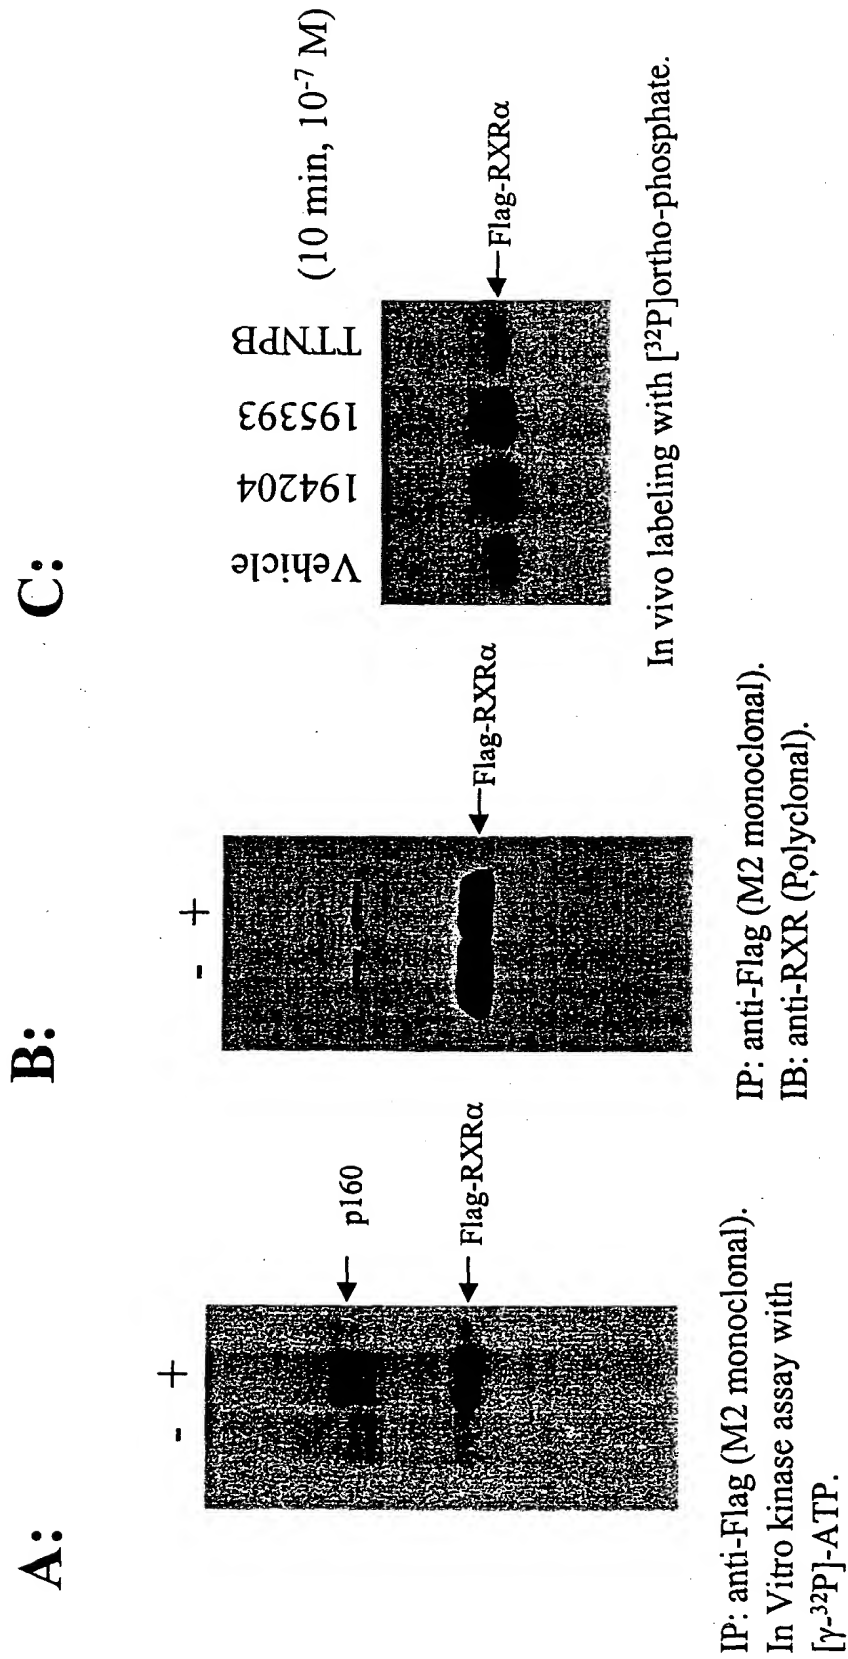 A:
- +
p160
Flag-RXRα
IP: anti-Flag (M2 monoclonal).
In Vitro kinase assay with
[γ-³²P]-ATP.
B:
- +
Flag-RXRα
IP: anti-Flag (M2 monoclonal).
IB: anti-RXR (Polyclonal).
C:
Vehicle
194204
195393
TTNPB
(10 min, 10⁻⁷ M)
Flag-RXRα
In vivo labeling with [³²P]ortho-phosphate.